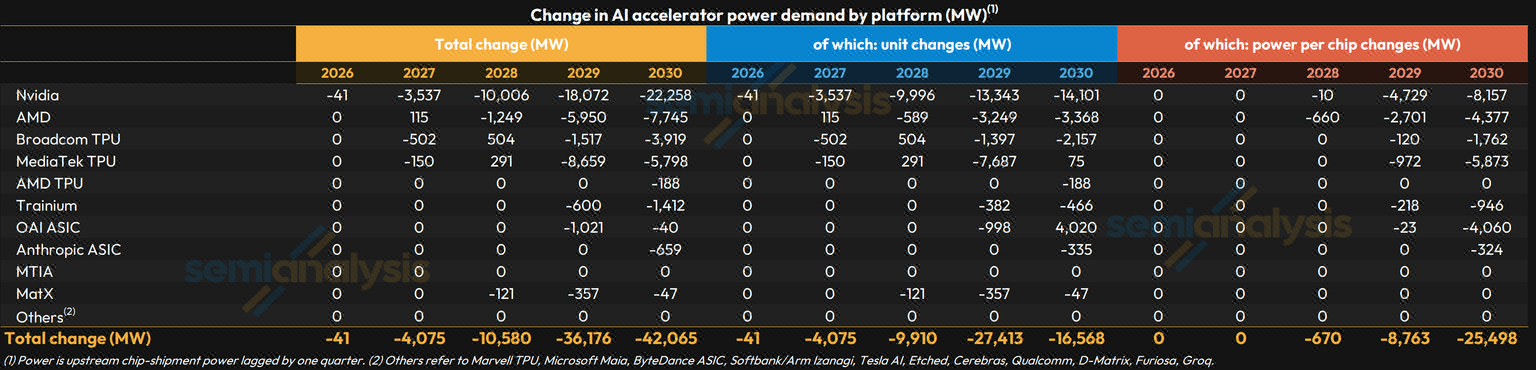 Change in AI accelerator power demand by platform (MW)(1)
Total change (MW) of which: unit changes (MW) of which: power per chip changes (MW)
2026 2027 2028 2029 2030 2026 2027 2028 2029 2030 2026 2027 2028 2029 2030
Nvidia -41 -3,537 -10,006 -18,072 -22,258 -41 -3,537 -9,996 -13,343 -14,101 0 0 -10 -4,729 -8,157
AMD 0 115 -1,249 -5,950 -7,745 0 115 -589 -3,249 -3,368 0 0 -660 -2,701 -4,377
Broadcom TPU 0 -502 504 -1,517 -3,919 0 -502 504 -1,397 -2,157 0 0 0 -120 -1,762
MediaTek TPU 0 -150 291 -8,659 -5,798 0 -150 291 -7,687 75 0 0 0 -972 -5,873
AMD TPU 0 0 0 0 -188 0 0 0 0 -188 0 0 0 0 0
Trainium 0 0 0 -600 -1,412 0 0 0 -382 -466 0 0 0 -218 -946
OAI ASIC 0 0 0 -1,021 -40 0 0 0 -998 4,020 0 0 0 -23 -4,060
Anthropic ASIC 0 0 0 0 -659 0 0 0 0 -335 0 0 0 0 -324
MTIA 0 0 0 0 0 0 0 0 0 0 0 0 0 0 0
MatX 0 0 -121 -357 -47 0 0 -121 -357 -47 0 0 0 0 0
Others(2) 0 0 0 0 0 0 0 0 0 0 0 0 0 0 0
Total change (MW) -41 -4,075 -10,580 -36,176 -42,065 -41 -4,075 -9,910 -27,413 -16,568 0 0 -670 -8,763 -25,498
(1) Power is upstream chip-shipment power lagged by one quarter. (2) Others refer to Marvell TPU, Microsoft Maia, ByteDance ASIC, Softbank/Arm Izanagi, Tesla AI, Etched, Cerebras, Qualcomm, D-Matrix, Furiosa, Groq.
semianalysis
semianalysis
semianalysis